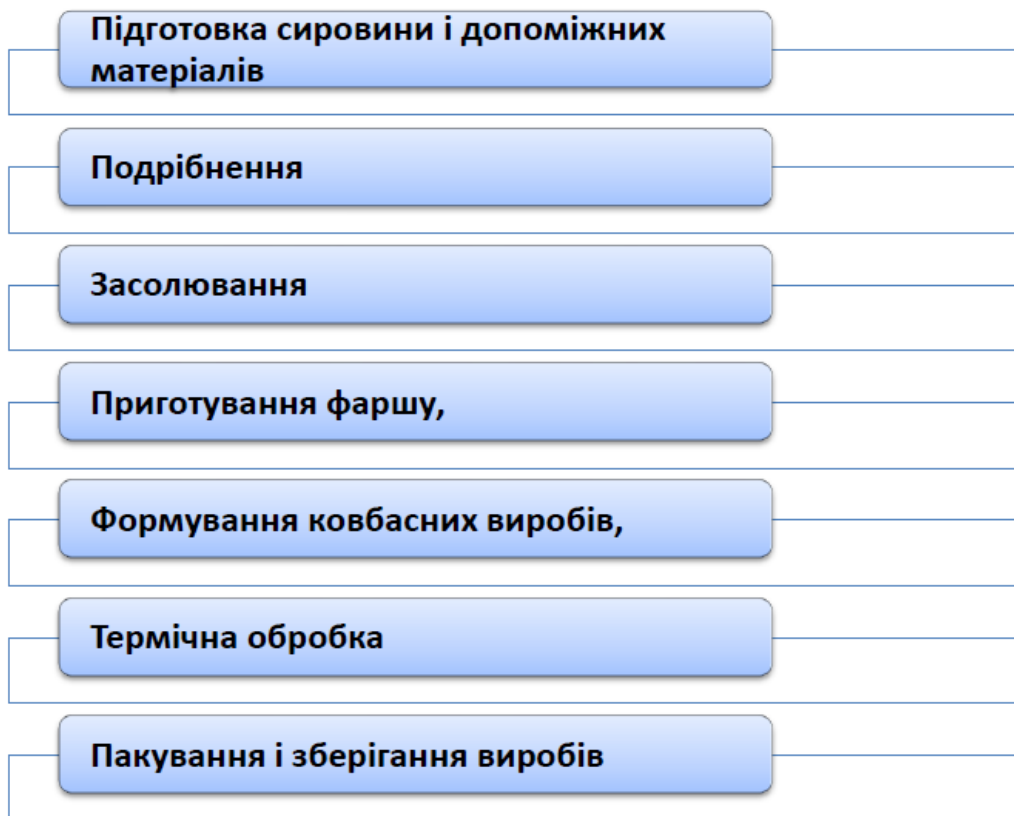 Підготовка сировини і допоміжних
матеріалів
Подрібнення
Засолювання
Приготування фаршу,
Формування ковбасних виробів,
Термічна обробка
Пакування і зберігання виробів